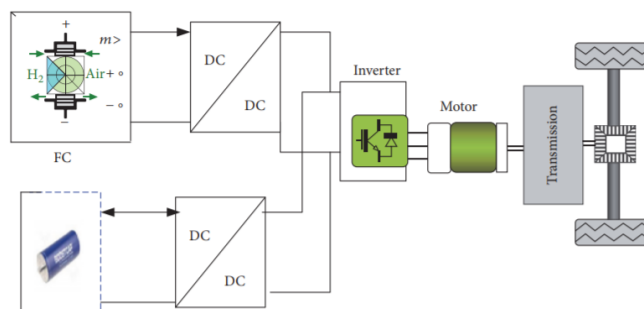 +
m>
H₂
Air
+ ∘
− ∘
−
FC
DC
DC
Inverter
Motor
Transmission
DC
DC